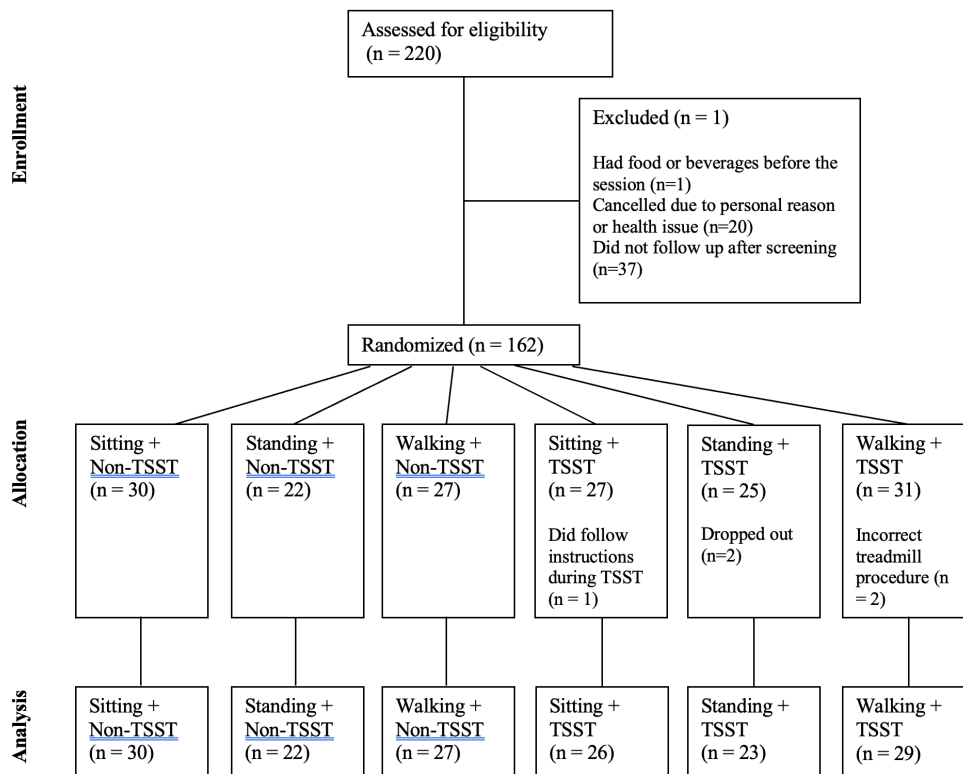 Assessed for eligibility
(n = 220)
Enrollment
Excluded (n = 1)
Had food or beverages before the
session (n=1)
Cancelled due to personal reason
or health issue (n=20)
Did not follow up after screening
(n=37)
Randomized (n = 162)
Allocation
Sitting +
Non-TSST
(n = 30)
Standing +
Non-TSST
(n = 22)
Walking +
Non-TSST
(n = 27)
Sitting +
TSST
(n = 27)
Did follow
instructions
during TSST
(n = 1)
Standing +
TSST
(n = 25)
Dropped out
(n=2)
Walking +
TSST
(n = 31)
Incorrect
treadmill
procedure (n
= 2)
Analysis
Sitting +
Non-TSST
(n = 30)
Standing +
Non-TSST
(n = 22)
Walking +
Non-TSST
(n = 27)
Sitting +
TSST
(n = 26)
Standing +
TSST
(n = 23)
Walking +
TSST
(n = 29)